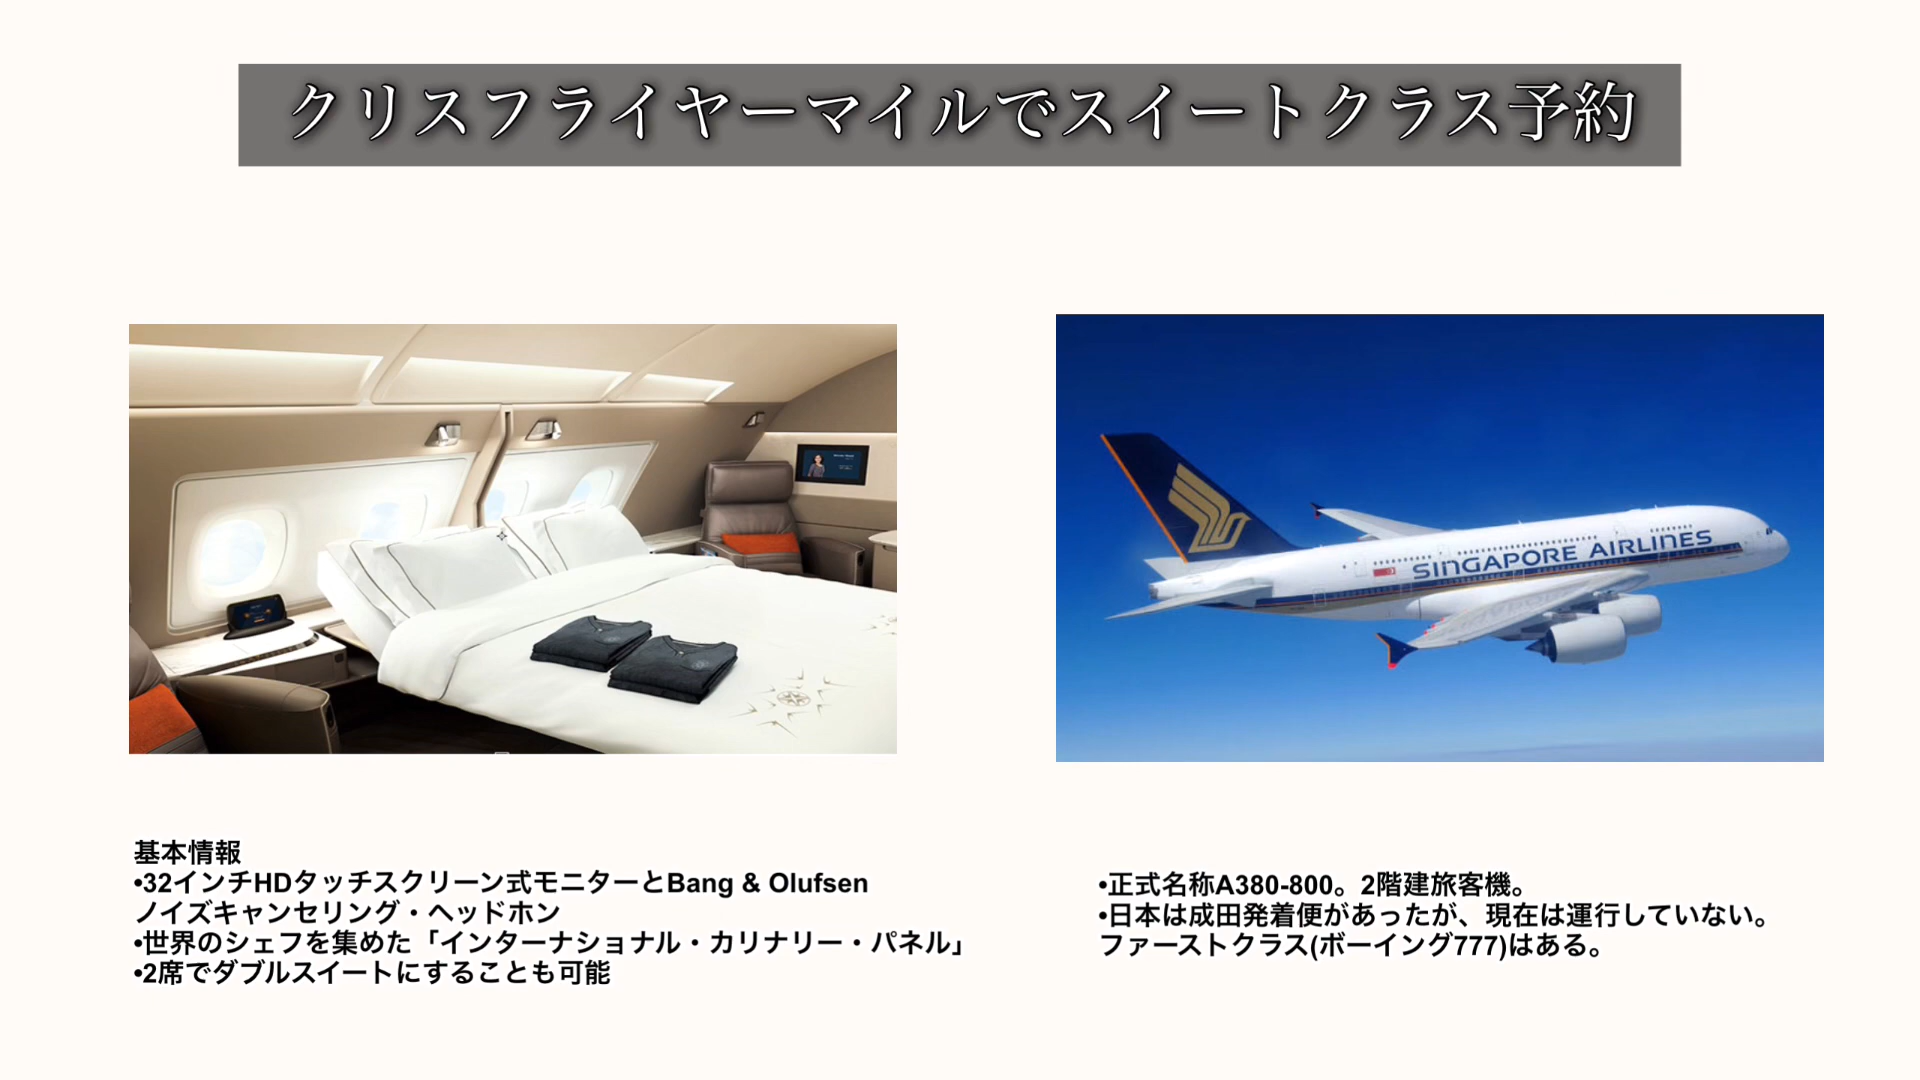 クリスフライヤーマイルでスイートクラス予約
SINGAPORE AIRLINES
基本情報
•32インチHDタッチスクリーン式モニターとBang & Olufsen
ノイズキャンセリング・ヘッドホン
•世界のシェフを集めた「インターナショナル・カリナリー・パネル」
•2席でダブルスイートにすることも可能
•正式名称A380-800。2階建旅客機。
•日本は成田発着便があったが、現在は運行していない。
ファーストクラス(ボーイング777)はある。